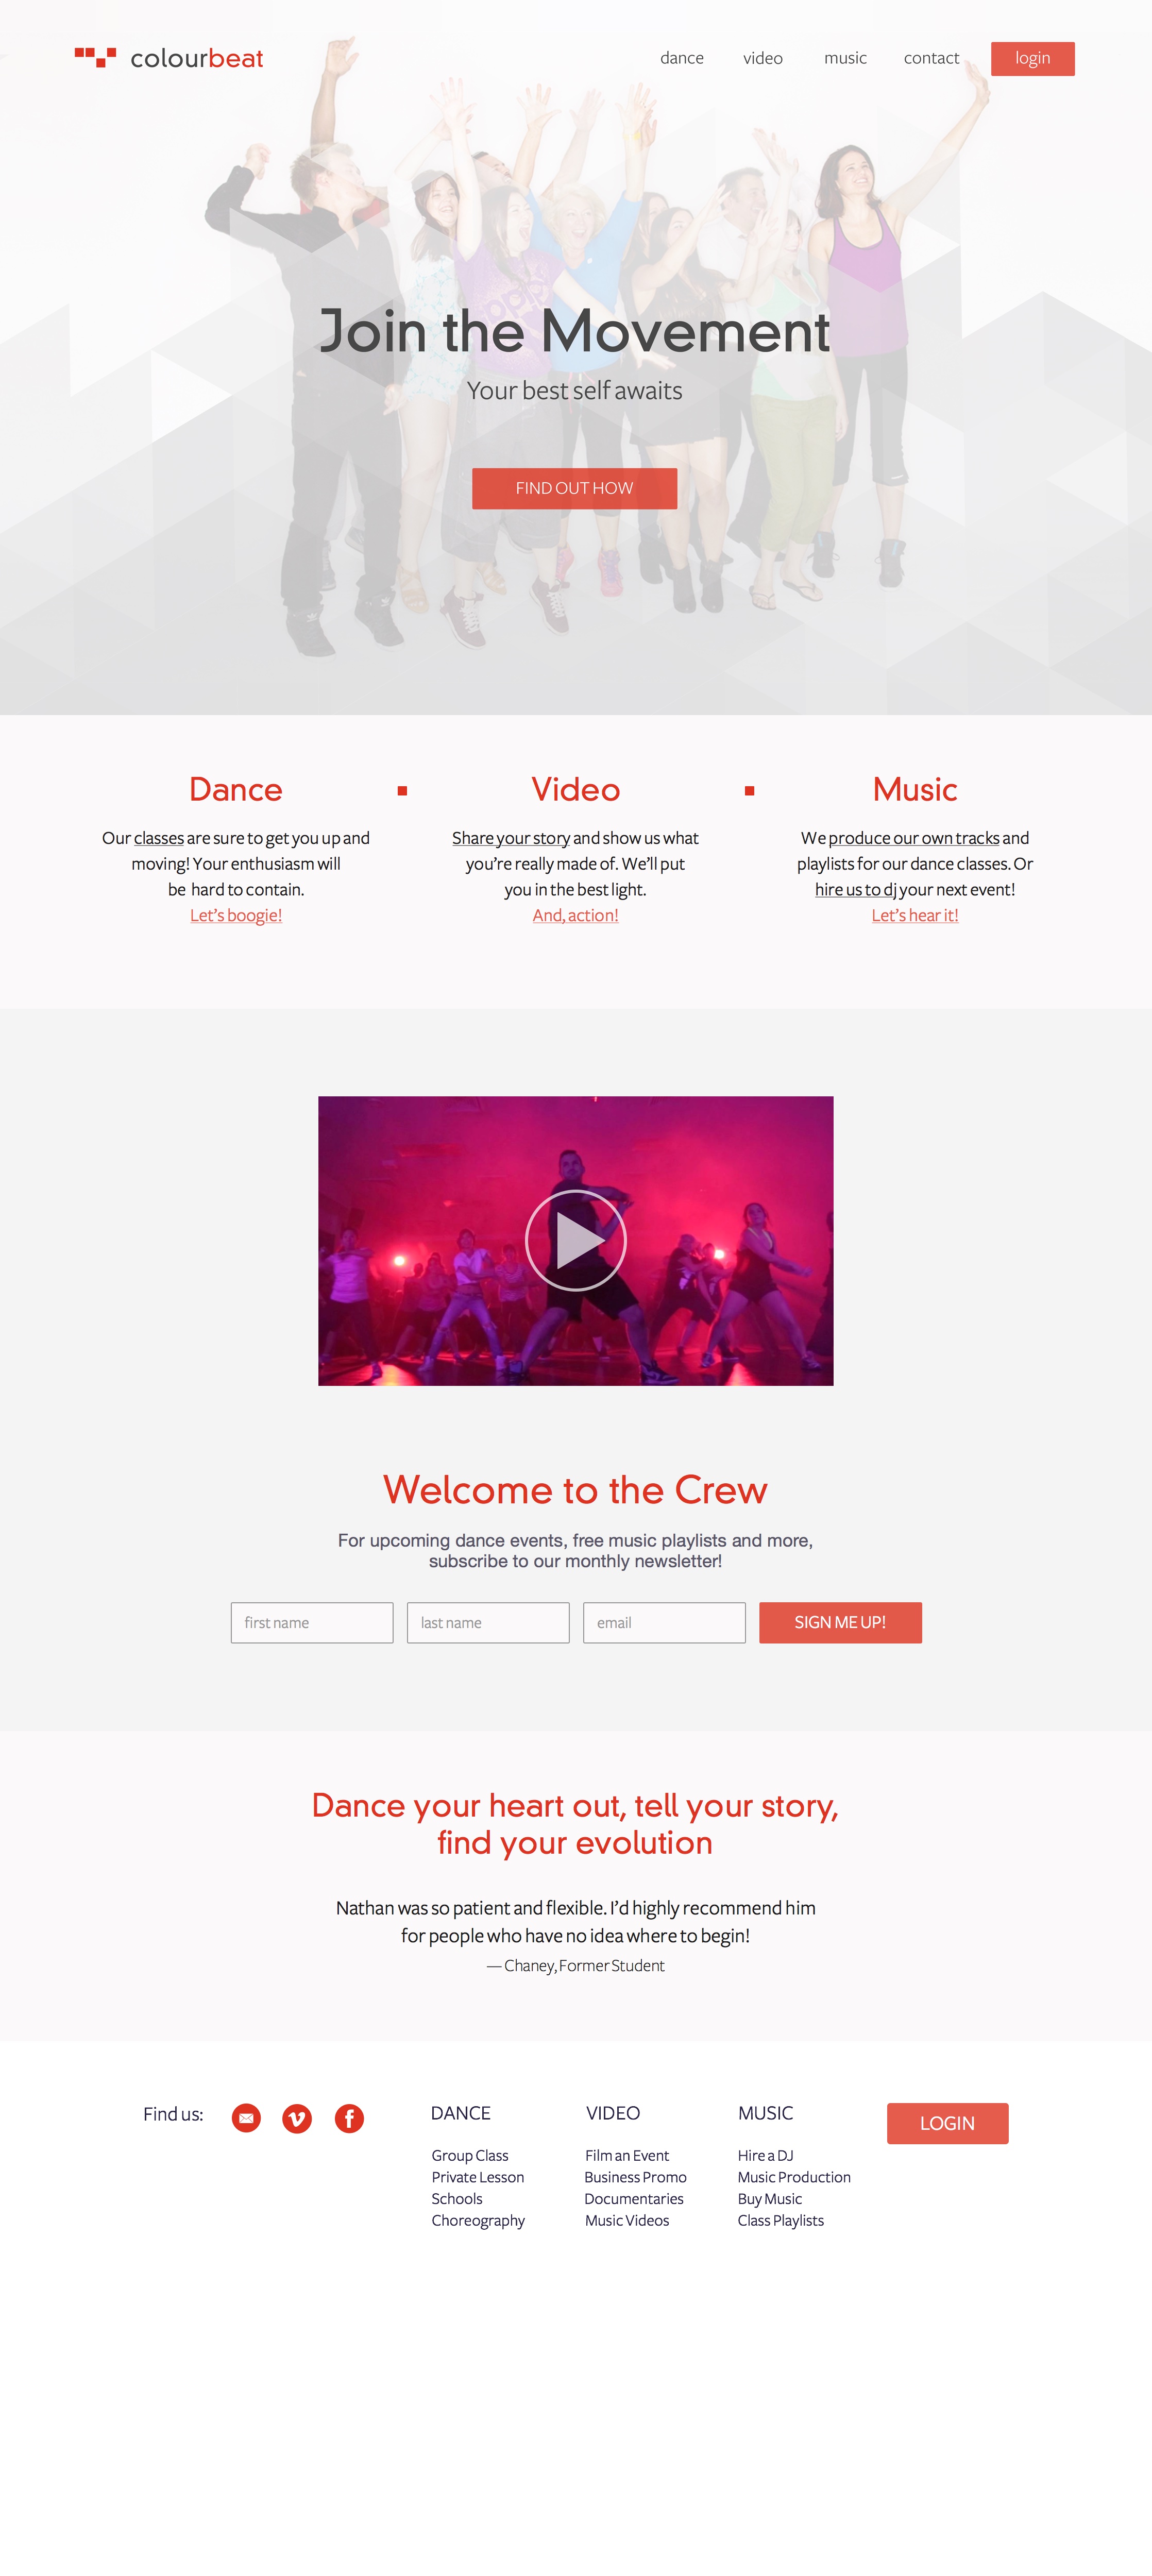 colourbeat
dance video music contact login
Join the Movement
Your best self awaits
FIND OUT HOW
Dance
Our classes are sure to get you up and
moving! Your enthusiasm will
be hard to contain.
Let's boogie!
Video
Share your story and show us what
you're really made of. We'll put
you in the best light.
And, action!
Music
We produce our own tracks and
playlists for our dance classes. Or
hire us to dj your next event!
Let's hear it!
Welcome to the Crew
For upcoming dance events, free music playlists and more,
subscribe to our monthly newsletter!
first name last name email SIGN ME UP!
Dance your heart out, tell your story,
find your evolution
Nathan was so patient and flexible. I'd highly recommend him
for people who have no idea where to begin!
— Chaney, Former Student
Find us:
DANCE
Group Class
Private Lesson
Schools
Choreography
VIDEO
Film an Event
Business Promo
Documentaries
Music Videos
MUSIC
Hire a DJ
Music Production
Buy Music
Class Playlists
LOGIN